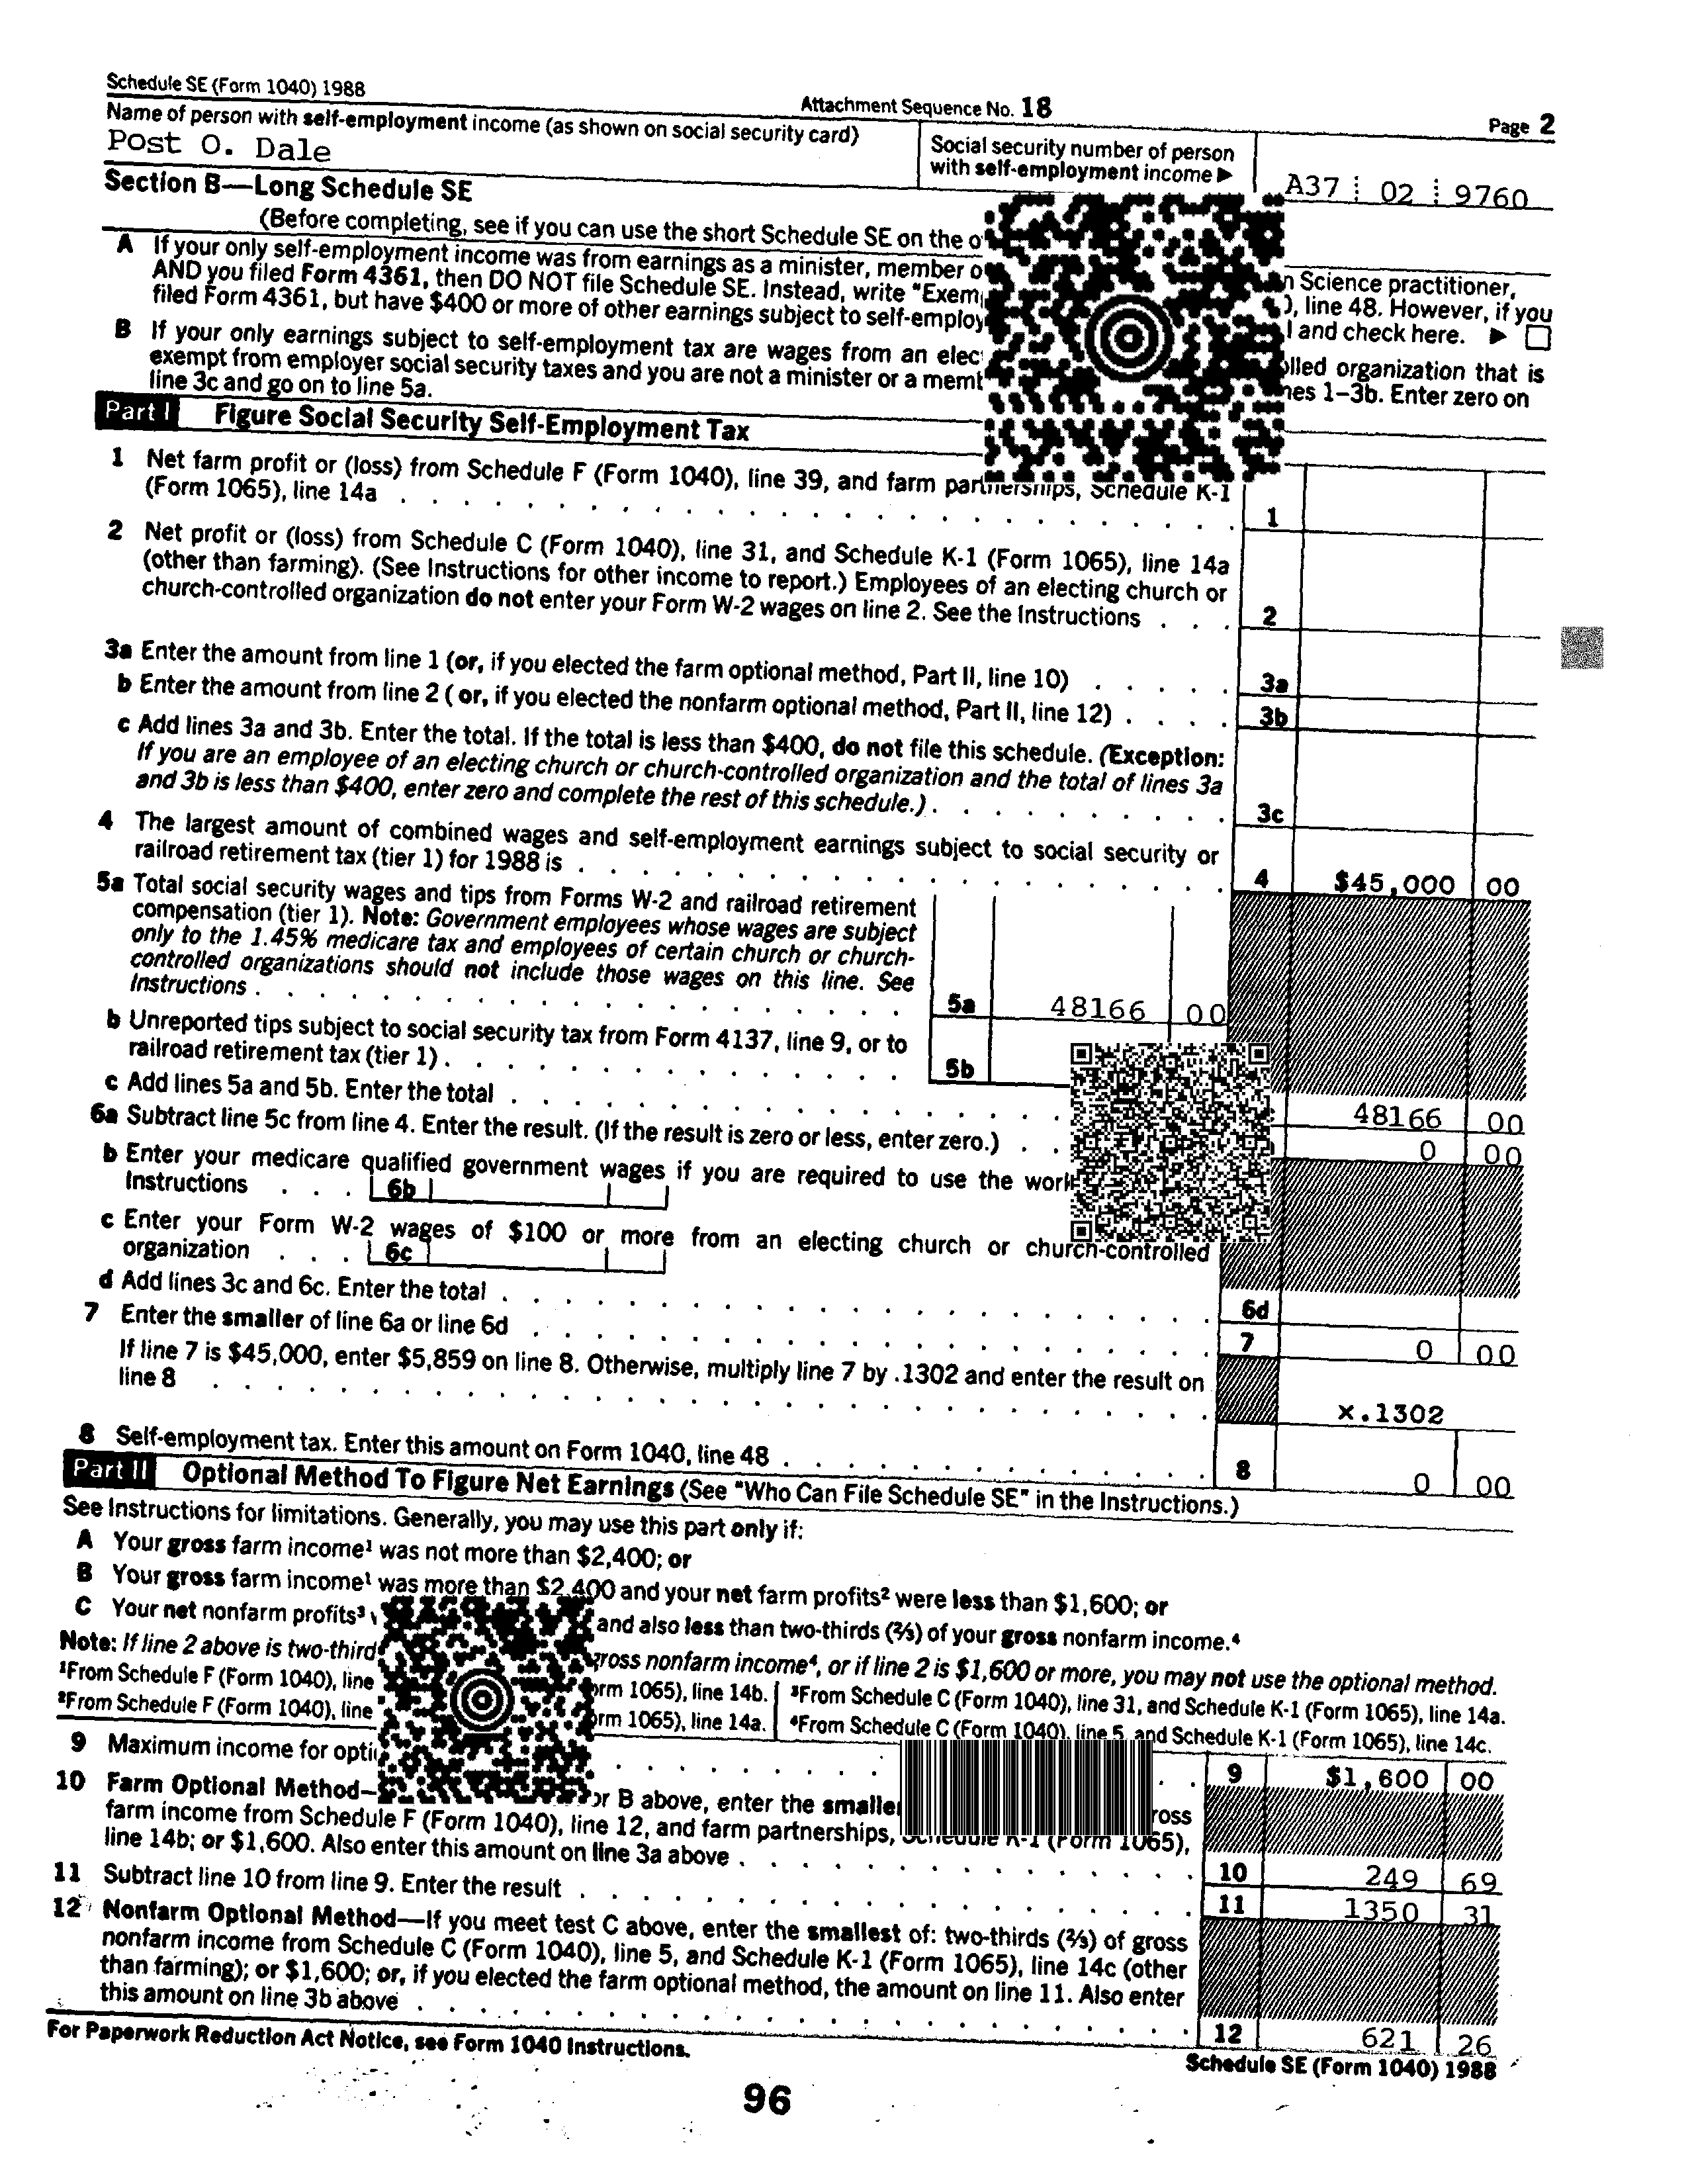 Schedule SE (Form 1040) 1988 Attachment Sequence No. 18 Page 2
Name of person with self-employment income (as shown on social security card)
Post O. Dale
Social security number of person
with self-employment income ▶ A37 02 9760
Section B—Long Schedule SE
(Before completing, see if you can use the short Schedule SE on the
A If your only self-employment income was from earnings as a minister, member Science practitioner,
AND you filed Form 4361, then DO NOT file Schedule SE. Instead, write line 48. However, if you
filed Form 4361, but have $400 or more of other earnings subject to and check here. ▶
B If your only earnings subject to self-employment tax are wages from an organization that is
exempt from employer social security taxes and you are not a minister or a 1–3b. Enter zero on
line 3c and go on to line 5a.
Part I Figure Social Security Self-Employment Tax
1 Net farm profit or (loss) from Schedule F (Form 1040), line 39, and farm partnerships, Schedule K-1
(Form 1065), line 14a . . . 1
2 Net profit or (loss) from Schedule C (Form 1040), line 31, and Schedule K-1 (Form 1065), line 14a
(other than farming). (See Instructions for other income to report.) Employees of an electing church or
church-controlled organization do not enter your Form W-2 wages on line 2. See the Instructions . . . 2
3a Enter the amount from line 1 (or, if you elected the farm optional method, Part II, line 10) . . . 3a
b Enter the amount from line 2 ( or, if you elected the nonfarm optional method, Part II, line 12) . . . 3b
c Add lines 3a and 3b. Enter the total. If the total is less than $400, do not file this schedule. (Exception:
If you are an employee of an electing church or church-controlled organization and the total of lines 3a
and 3b is less than $400, enter zero and complete the rest of this schedule.) . . . 3c
4 The largest amount of combined wages and self-employment earnings subject to social security or
railroad retirement tax (tier 1) for 1988 is . . . 4 $45,000 00
5a Total social security wages and tips from Forms W-2 and railroad retirement
compensation (tier 1). Note: Government employees whose wages are subject
only to the 1.45% medicare tax and employees of certain church or church-
controlled organizations should not include those wages on this line. See
Instructions . . . 5a 48166 00
b Unreported tips subject to social security tax from Form 4137, line 9, or to
railroad retirement tax (tier 1) . . . 5b
c Add lines 5a and 5b. Enter the total . . . 48166 00
6a Subtract line 5c from line 4. Enter the result. (If the result is zero or less, enter zero.) . . 0 00
b Enter your medicare qualified government wages if you are required to use the
Instructions . . . 6b
c Enter your Form W-2 wages of $100 or more from an electing church or church-controlled
organization . . . 6c
d Add lines 3c and 6c. Enter the total . . . 6d
7 Enter the smaller of line 6a or line 6d . . . 7 0 00
If line 7 is $45,000, enter $5,859 on line 8. Otherwise, multiply line 7 by .1302 and enter the result on
line 8 . . . x.1302
8 Self-employment tax. Enter this amount on Form 1040, line 48 . . . 8 0 00
Part II Optional Method To Figure Net Earnings (See "Who Can File Schedule SE" in the Instructions.)
See Instructions for limitations. Generally, you may use this part only if:
A Your gross farm income¹ was not more than $2,400; or
B Your gross farm income¹ was more than $2,400 and your net farm profits² were less than $1,600; or
C Your net nonfarm profits³ and also less than two-thirds (⅔) of your gross nonfarm income.⁴
Note: If line 2 above is gross nonfarm income⁴, or if line 2 is $1,600 or more, you may not use the optional method.
¹From Schedule F (Form 1040), line 1065), line 14b. ³From Schedule C (Form 1040), line 31, and Schedule K-1 (Form 1065), line 14a.
²From Schedule F (Form 1040), line 1065), line 14a. ⁴From Schedule C (Form 1040), line 5, and Schedule K-1 (Form 1065), line 14c.
9 Maximum income for . . . 9 $1,600 00
10 Farm Optional Method— B above, enter the
farm income from Schedule F (Form 1040), line 12, and farm partnerships, Schedule K-1 (Form 1065),
line 14b; or $1,600. Also enter this amount on line 3a above . . . 10 249 69
11 Subtract line 10 from line 9. Enter the result . . . 11 1350 31
12 Nonfarm Optional Method—If you meet test C above, enter the smallest of: two-thirds (⅔) of gross
nonfarm income from Schedule C (Form 1040), line 5, and Schedule K-1 (Form 1065), line 14c (other
than farming); or $1,600; or, if you elected the farm optional method, the amount on line 11. Also enter
this amount on line 3b above . . . 12 621 26
For Paperwork Reduction Act Notice, see Form 1040 Instructions. Schedule SE (Form 1040) 1988
96